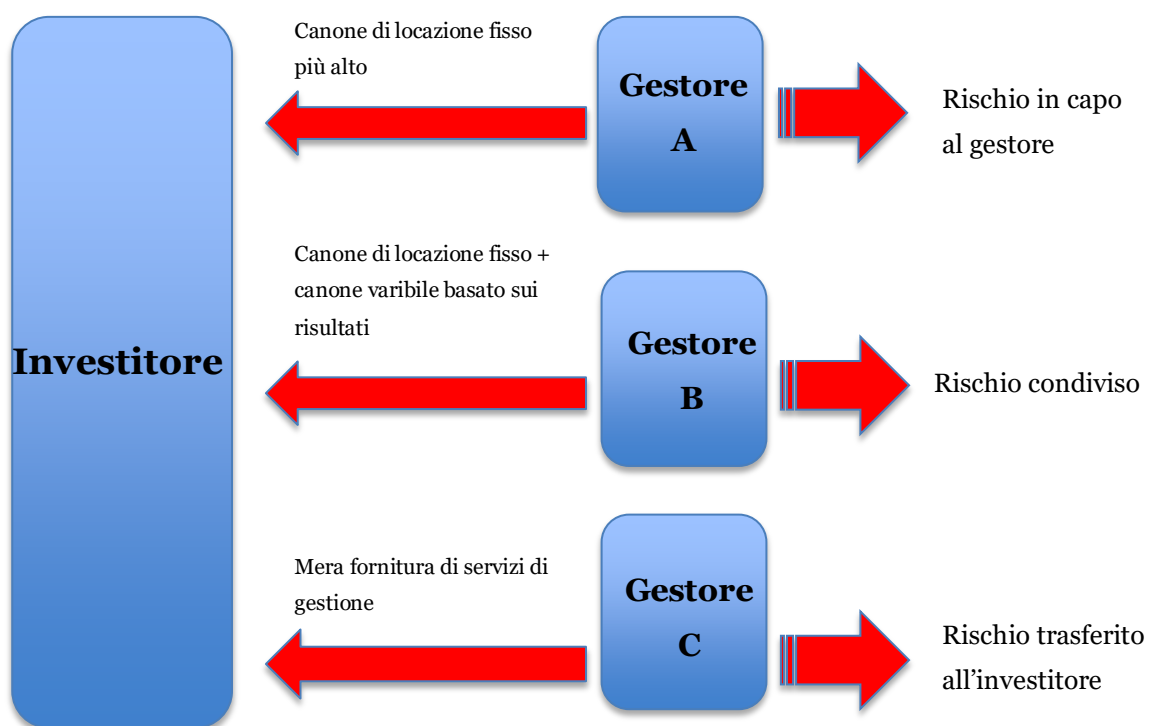 Investitore
Canone di locazione fisso
più alto
Gestore
A
Rischio in capo
al gestore
Canone di locazione fisso +
canone varibile basato sui
risultati
Gestore
B
Rischio condiviso
Mera fornitura di servizi di
gestione
Gestore
C
Rischio trasferito
all'investitore